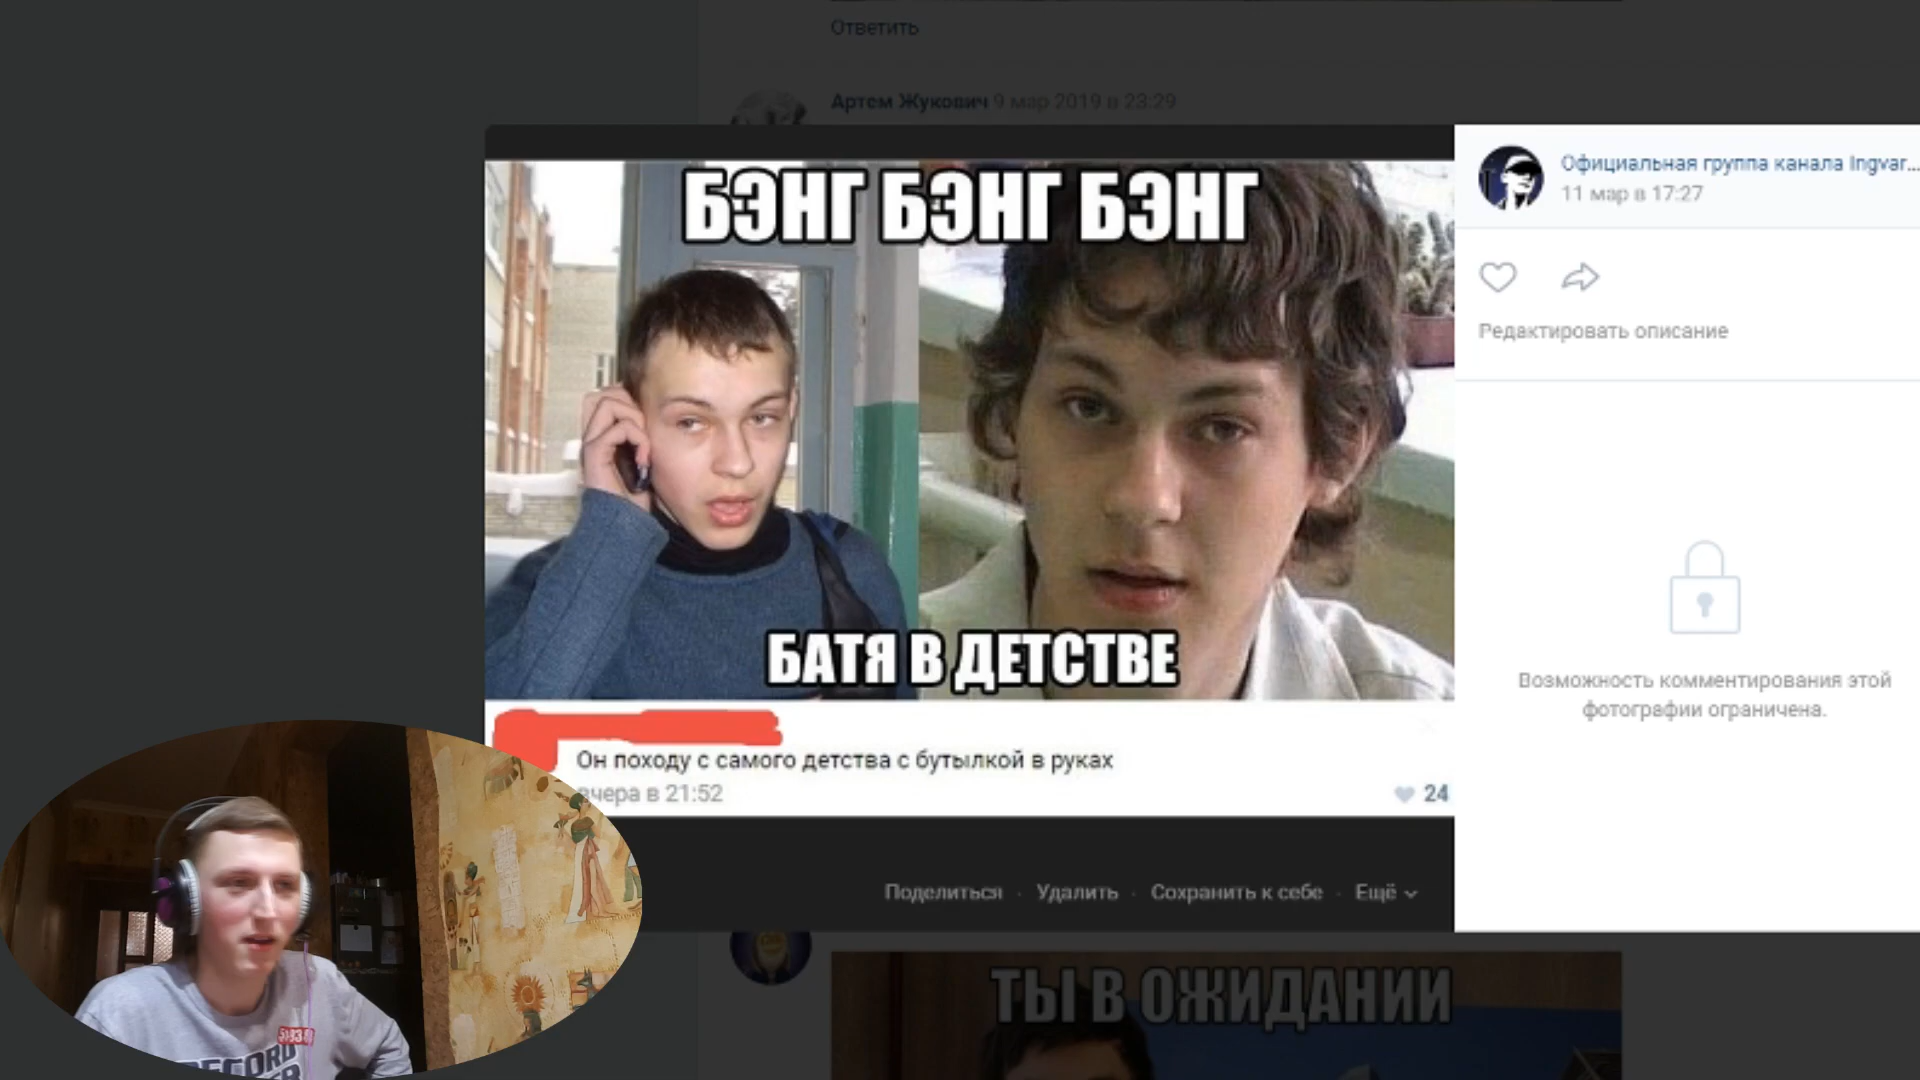 Ответить
Артем Жукович 9 мар 2019 в 23:29
БЭНГ БЭНГ БЭНГ
БАТЯ В ДЕТСТВЕ
Он походу с самого детства с бутылкой в руках
вчера в 21:52
24
Официальная группа канала Ingvar...
11 мар в 17:27
Редактировать описание
Возможность комментирования этой
фотографии ограничена.
Поделиться · Удалить · Сохранить к себе · Ещё
ТЫ В ОЖИДАНИИ